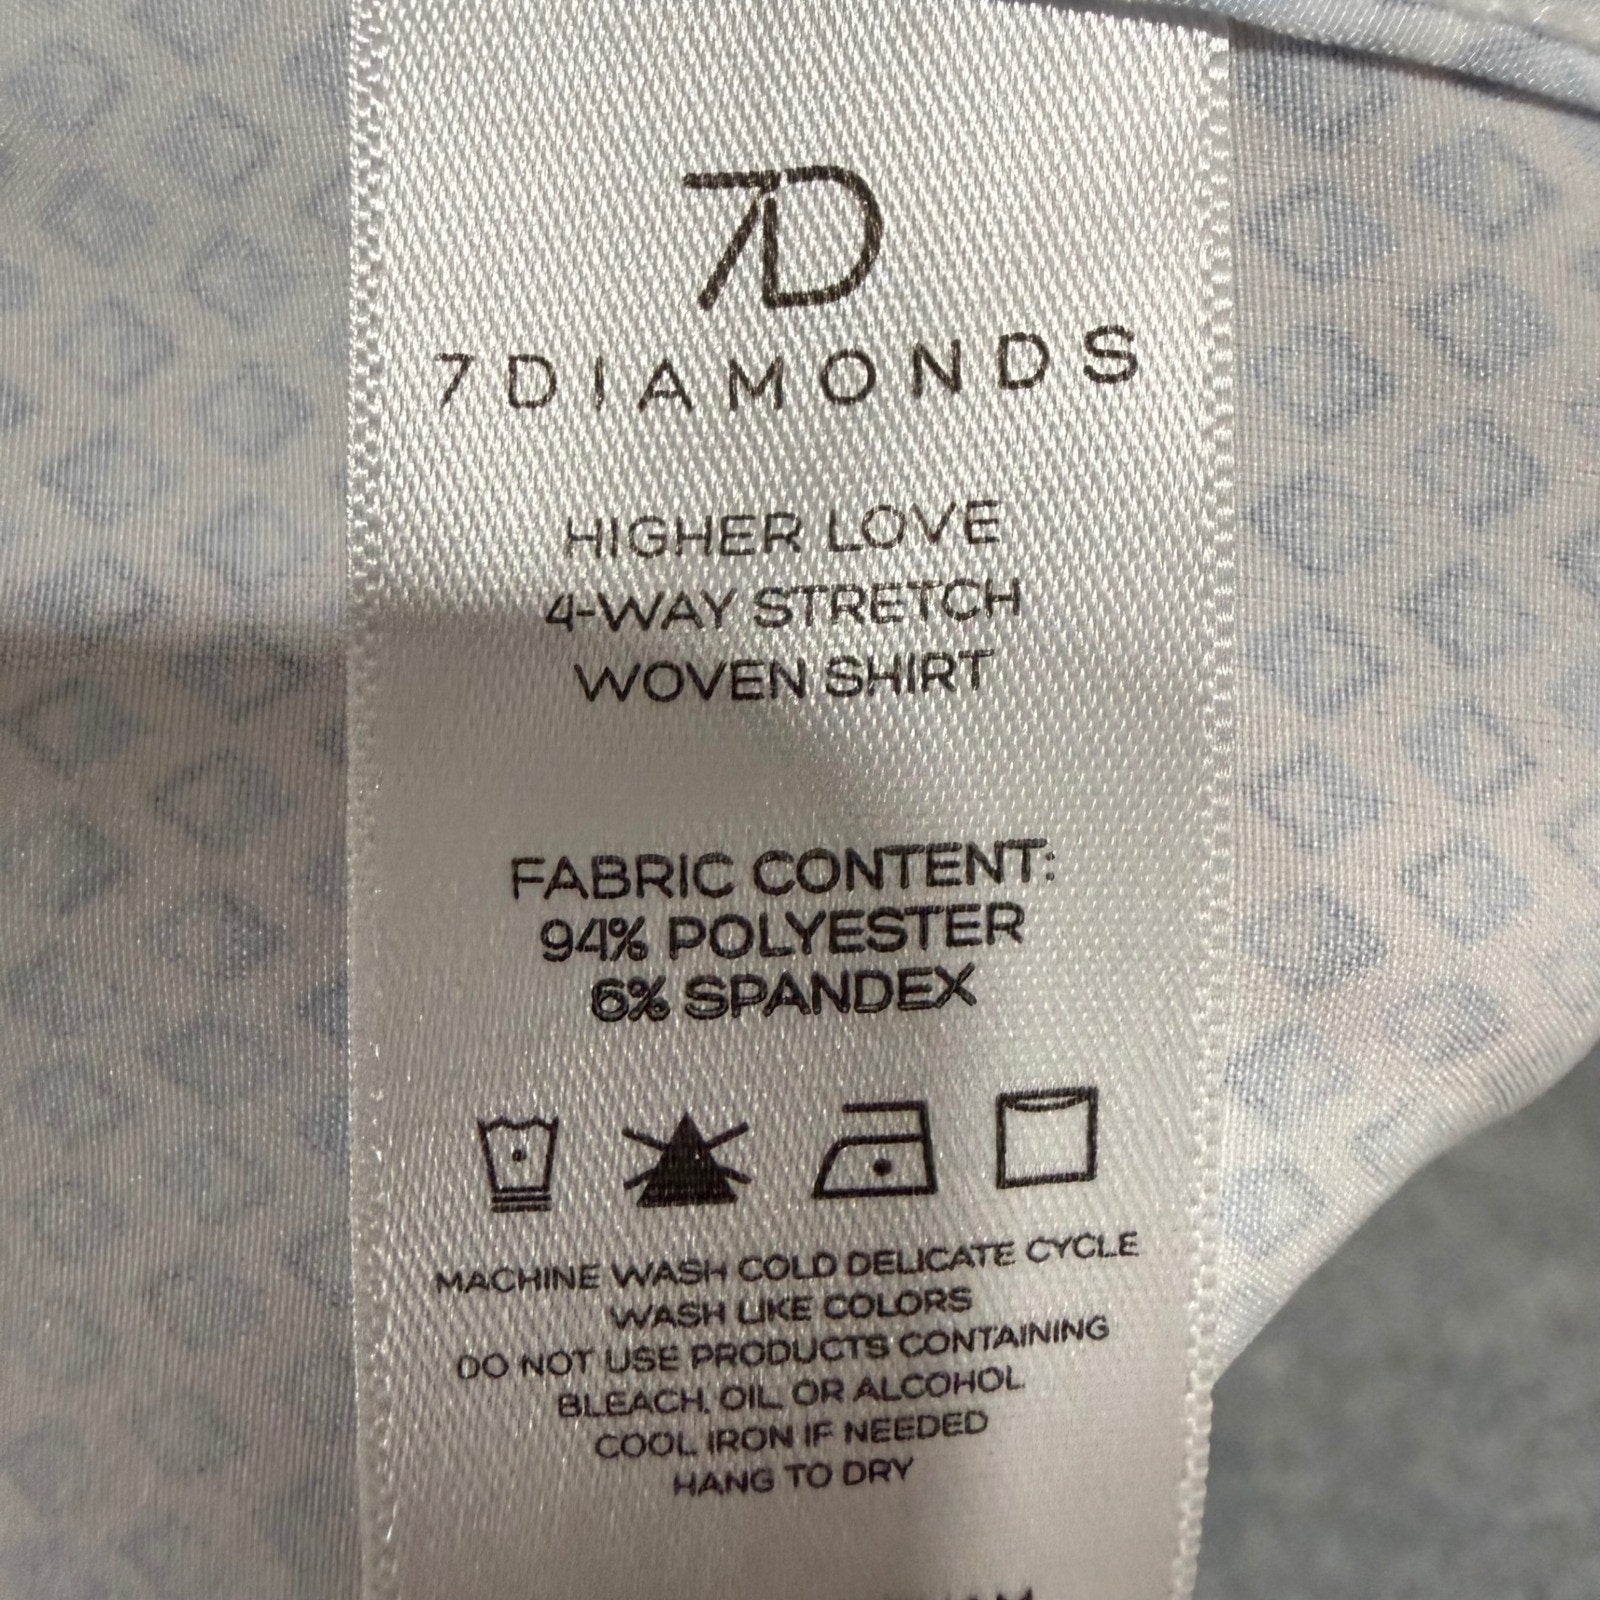 7D
7DIAMONDS
HIGHER LOVE
4-WAY STRETCH
WOVEN SHIRT
FABRIC CONTENT:
94% POLYESTER
6% SPANDEX
MACHINE WASH COLD DELICATE CYCLE
WASH LIKE COLORS
DO NOT USE PRODUCTS CONTAINING
BLEACH, OIL, OR ALCOHOL
COOL IRON IF NEEDED
HANG TO DRY